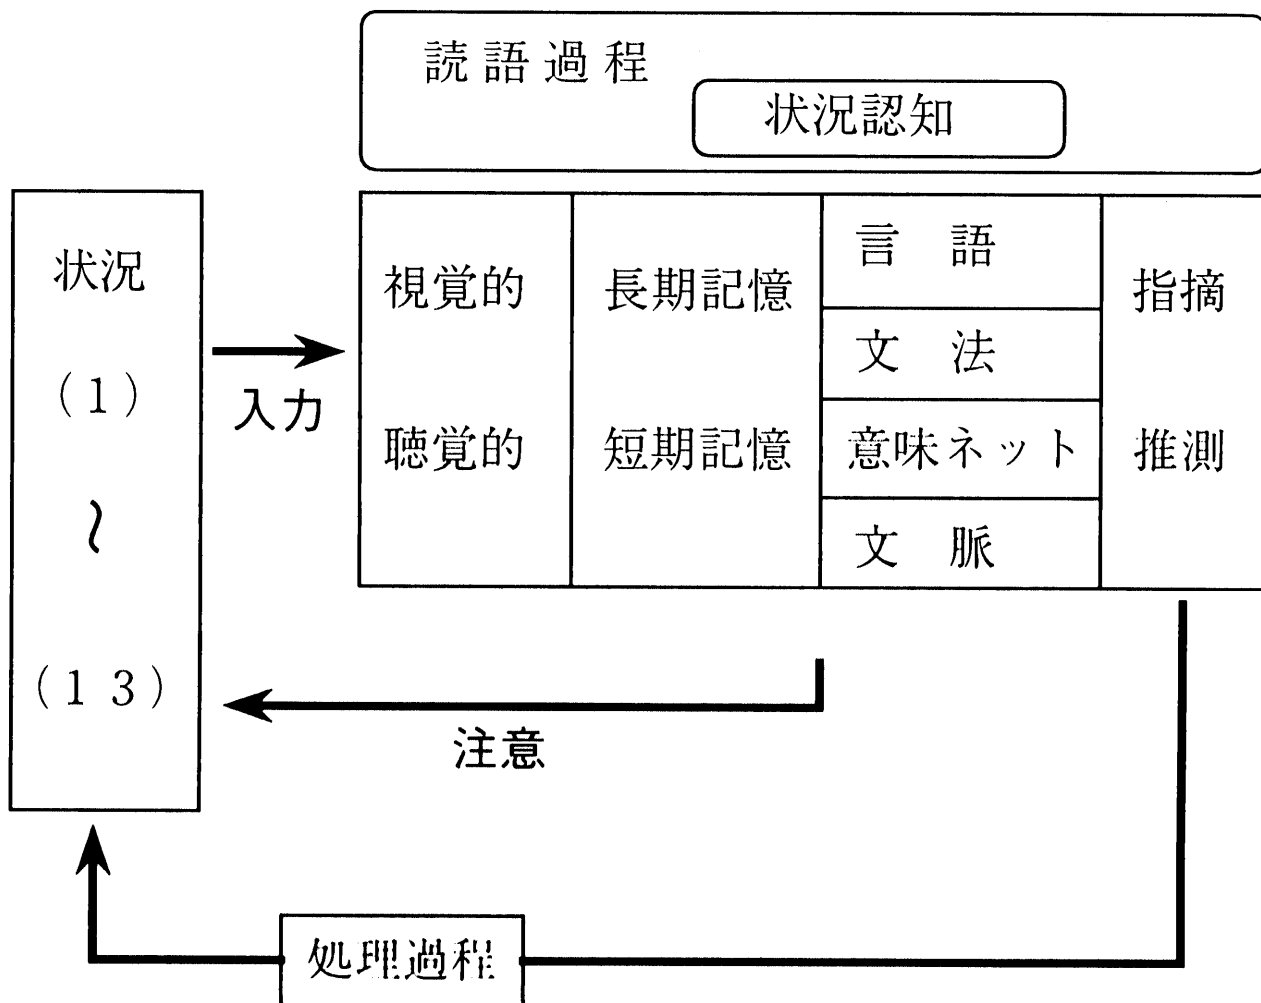 読語過程
状況認知
状況
(1)
〜
(13)
入力
視覚的
聴覚的
長期記憶
短期記憶
言語
文法
意味ネット
文脈
指摘
推測
注意
処理過程